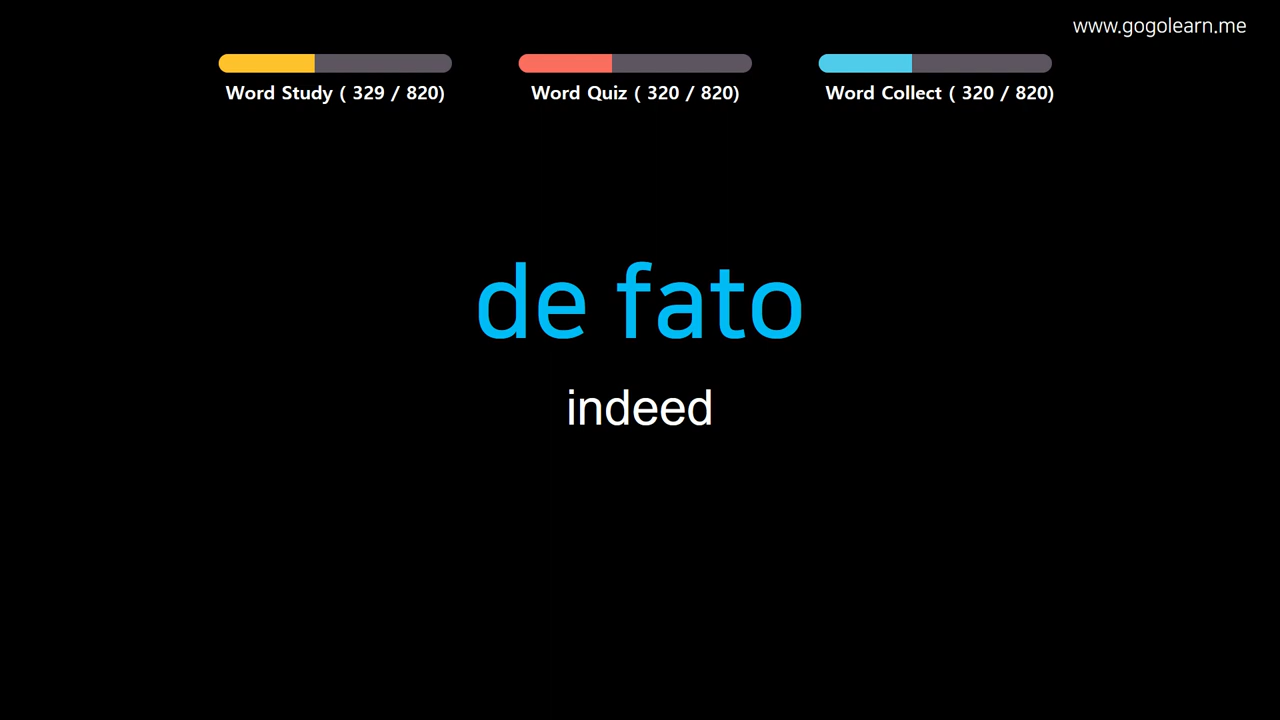 www.gogolearn.me
Word Study ( 329 / 820)
Word Quiz ( 320 / 820)
Word Collect ( 320 / 820)
de fato
indeed